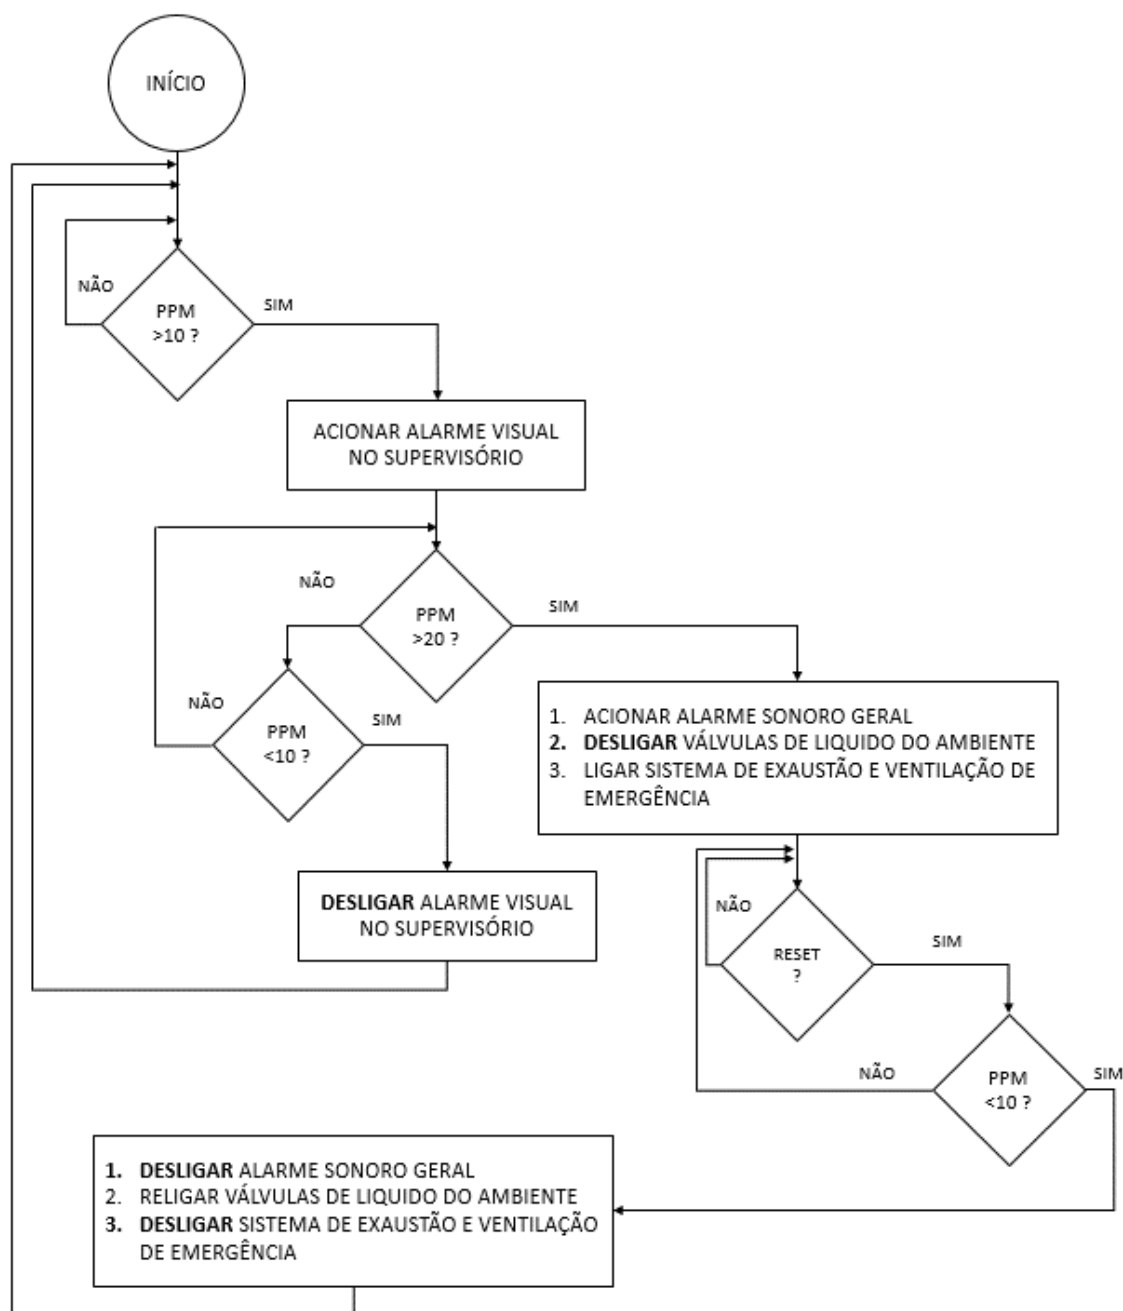 INÍCIO
NÃO
SIM
PPM
>10 ?
ACIONAR ALARME VISUAL
NO SUPERVISÓRIO
NÃO
SIM
PPM
>20 ?
NÃO
SIM
PPM
<10 ?
1. ACIONAR ALARME SONORO GERAL
2. DESLIGAR VÁLVULAS DE LIQUIDO DO AMBIENTE
3. LIGAR SISTEMA DE EXAUSTÃO E VENTILAÇÃO DE
EMERGÊNCIA
DESLIGAR ALARME VISUAL
NO SUPERVISÓRIO
NÃO
SIM
RESET
?
NÃO
SIM
PPM
<10 ?
1. DESLIGAR ALARME SONORO GERAL
2. RELIGAR VÁLVULAS DE LIQUIDO DO AMBIENTE
3. DESLIGAR SISTEMA DE EXAUSTÃO E VENTILAÇÃO
DE EMERGÊNCIA